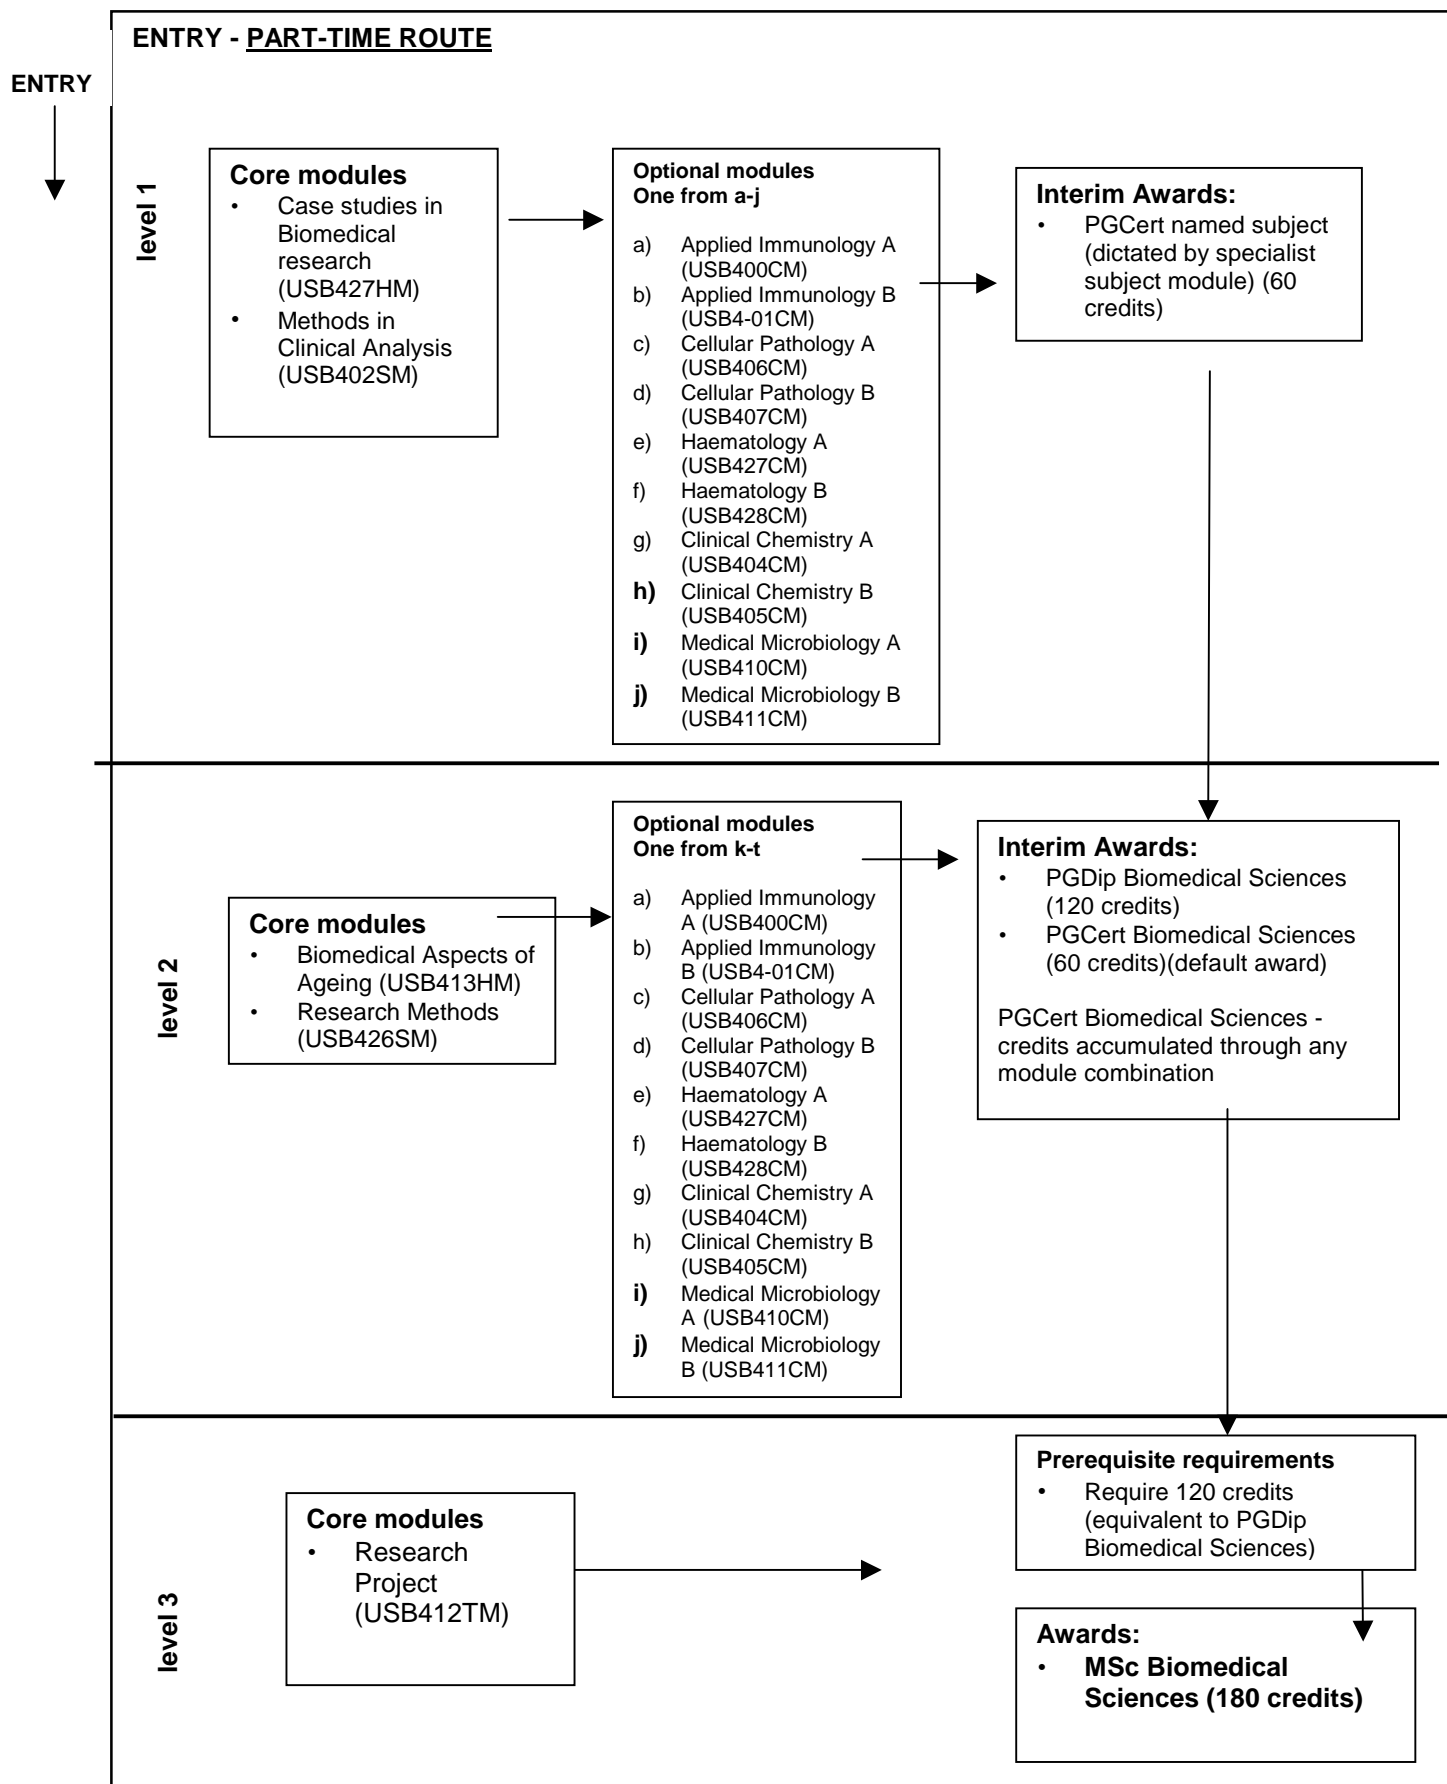 ENTRY - PART-TIME ROUTE
ENTRY
level 1
Core modules
• Case studies in
Biomedical
research
(USB427HM)
• Methods in
Clinical Analysis
(USB402SM)
Optional modules
One from a-j
a) Applied Immunology A
(USB400CM)
b) Applied Immunology B
(USB4-01CM)
c) Cellular Pathology A
(USB406CM)
d) Cellular Pathology B
(USB407CM)
e) Haematology A
(USB427CM)
f) Haematology B
(USB428CM)
g) Clinical Chemistry A
(USB404CM)
h) Clinical Chemistry B
(USB405CM)
i) Medical Microbiology A
(USB410CM)
j) Medical Microbiology B
(USB411CM)
Interim Awards:
• PGCert named subject
(dictated by specialist
subject module) (60
credits)
level 2
Core modules
• Biomedical Aspects of
Ageing (USB413HM)
• Research Methods
(USB426SM)
Optional modules
One from k-t
a) Applied Immunology
A (USB400CM)
b) Applied Immunology
B (USB4-01CM)
c) Cellular Pathology A
(USB406CM)
d) Cellular Pathology B
(USB407CM)
e) Haematology A
(USB427CM)
f) Haematology B
(USB428CM)
g) Clinical Chemistry A
(USB404CM)
h) Clinical Chemistry B
(USB405CM)
i) Medical Microbiology
A (USB410CM)
j) Medical Microbiology
B (USB411CM)
Interim Awards:
• PGDip Biomedical Sciences
(120 credits)
• PGCert Biomedical Sciences
(60 credits)(default award)
PGCert Biomedical Sciences -
credits accumulated through any
module combination
level 3
Core modules
• Research
Project
(USB412TM)
Prerequisite requirements
• Require 120 credits
(equivalent to PGDip
Biomedical Sciences)
Awards:
• MSc Biomedical
Sciences (180 credits)